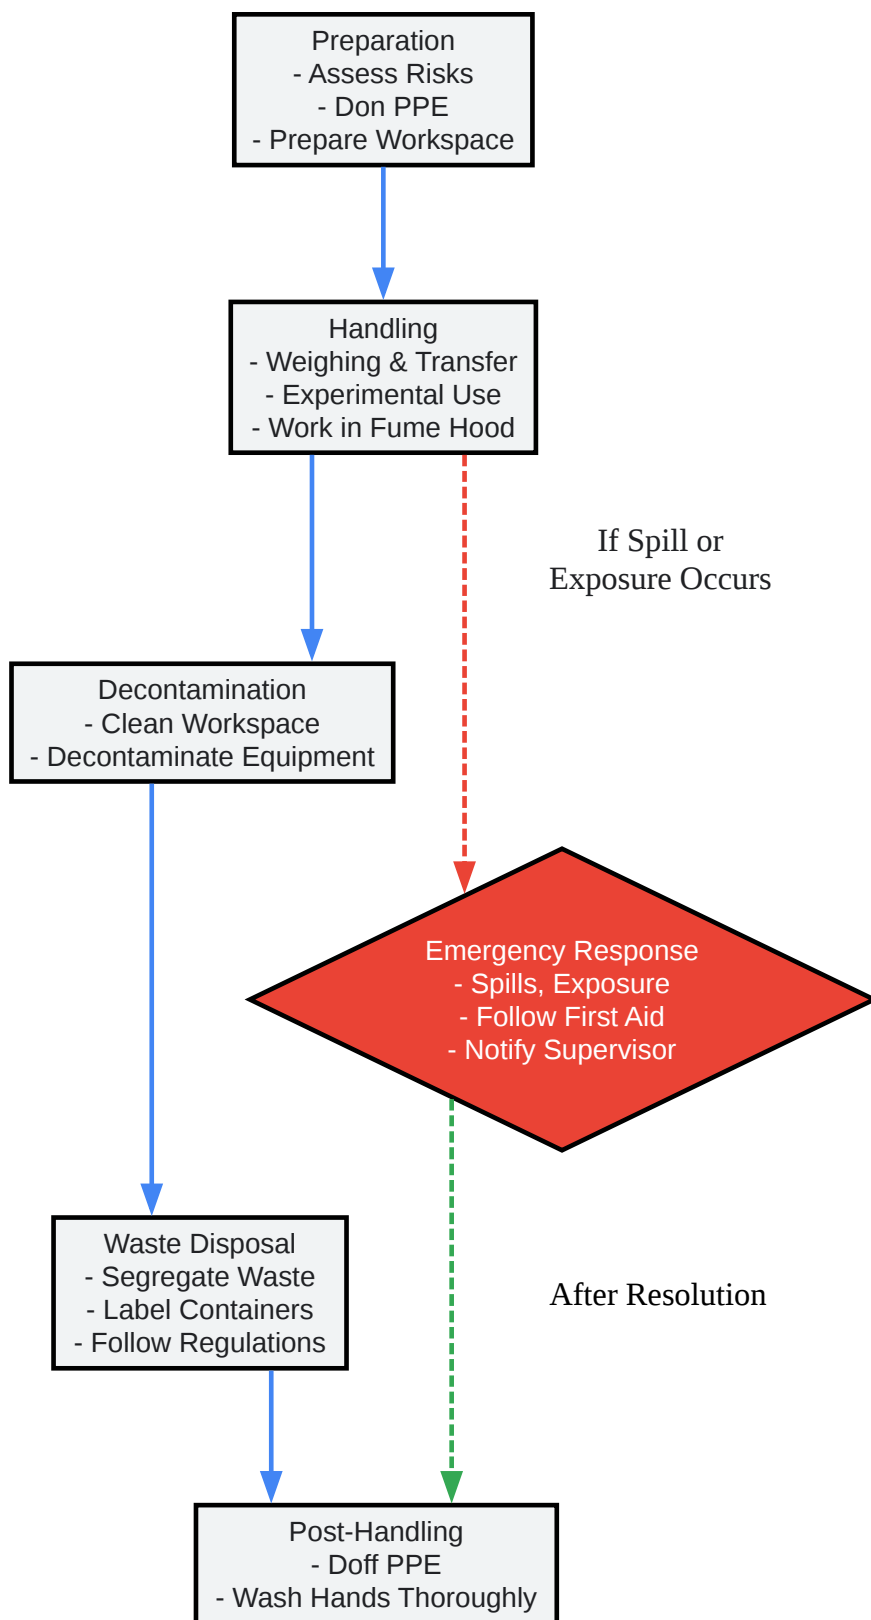 Preparation
- Assess Risks
- Don PPE
- Prepare Workspace
Handling
- Weighing & Transfer
- Experimental Use
- Work in Fume Hood
If Spill or
Exposure Occurs
Decontamination
- Clean Workspace
- Decontaminate Equipment
Emergency Response
- Spills, Exposure
- Follow First Aid
- Notify Supervisor
Waste Disposal
- Segregate Waste
- Label Containers
- Follow Regulations
After Resolution
Post-Handling
- Doff PPE
- Wash Hands Thoroughly